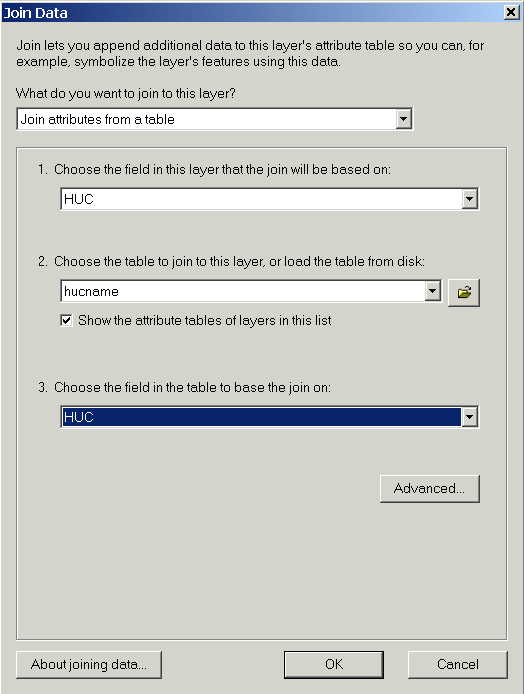 Join Data
Join lets you append additional data to this layer's attribute table so you can, for
example, symbolize the layer's features using this data.
What do you want to join to this layer?
Join attributes from a table
1. Choose the field in this layer that the join will be based on:
HUC
2. Choose the table to join to this layer, or load the table from disk:
hucname
Show the attribute tables of layers in this list
3. Choose the field in the table to base the join on:
HUC
Advanced...
About joining data...
OK
Cancel